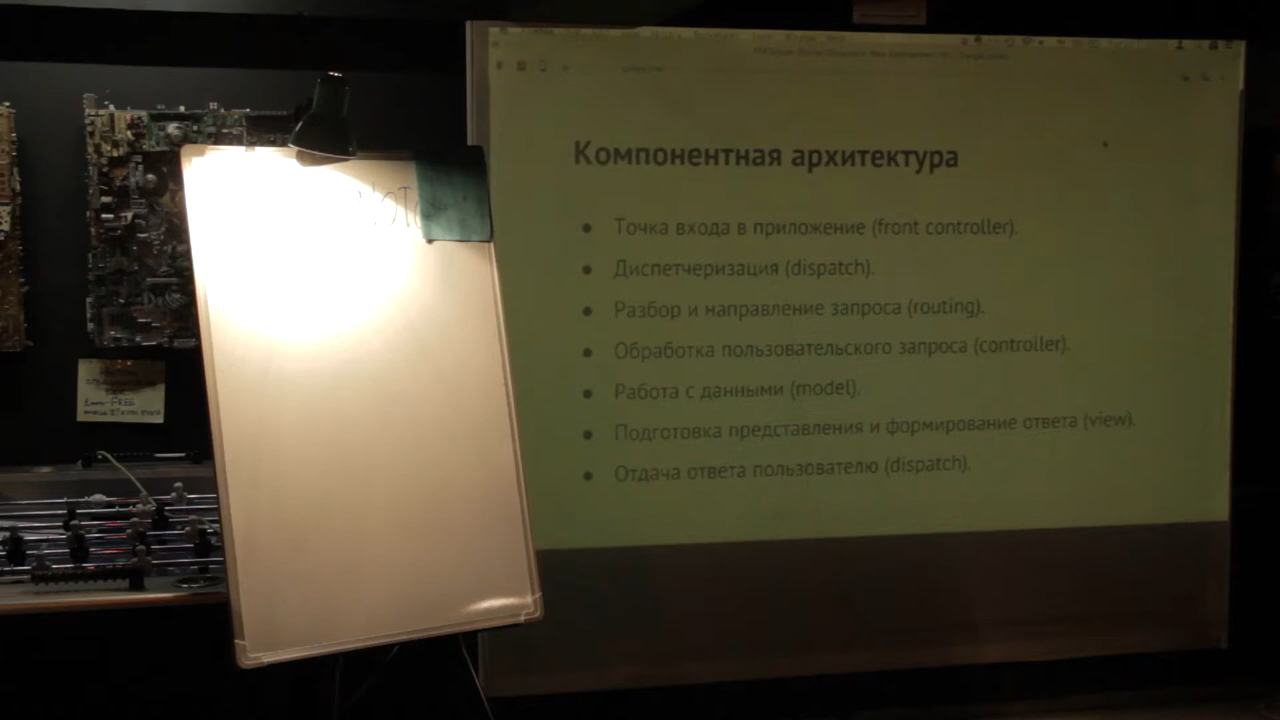 Компонентная архитектура
● Точка входа в приложение (front controller).
● Диспетчеризация (dispatch).
● Разбор и направление запроса (routing).
● Обработка пользовательского запроса (controller).
● Работа с данными (model).
● Подготовка представления и формирование ответа (view).
● Отдача ответа пользователю (dispatch).